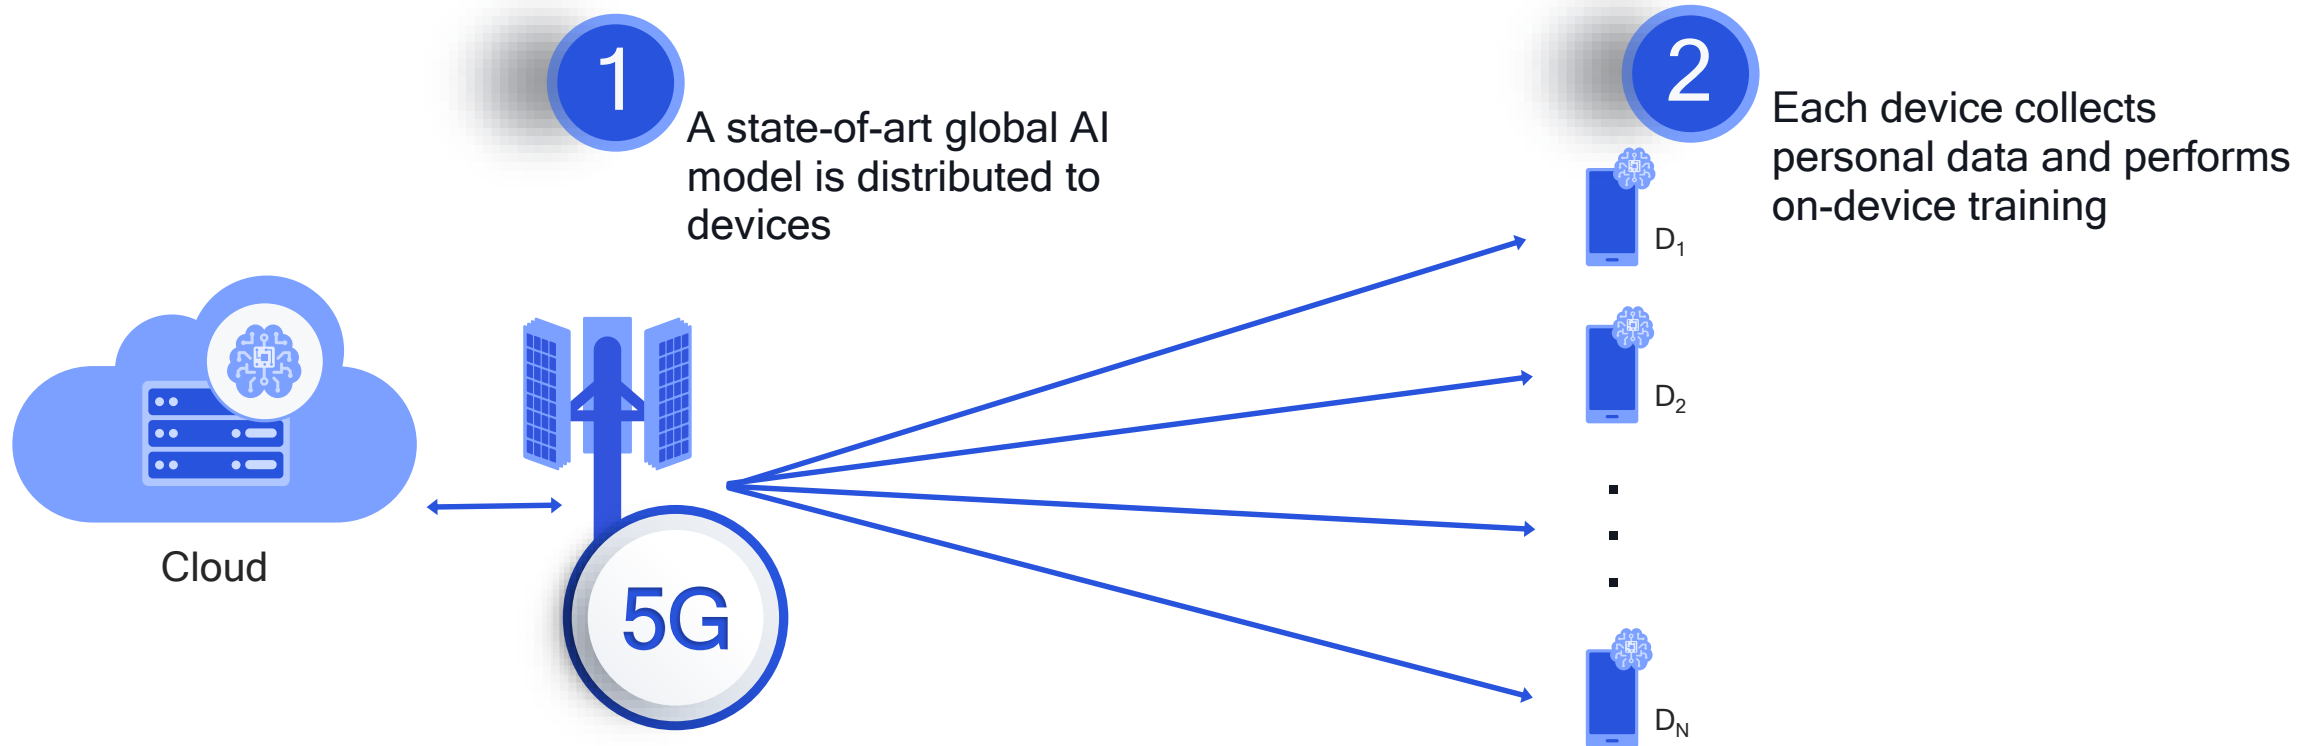 1
A state-of-art global AI
model is distributed to
devices
2
Each device collects
personal data and performs
on-device training
D₁
D₂
Cloud
5G
D_N